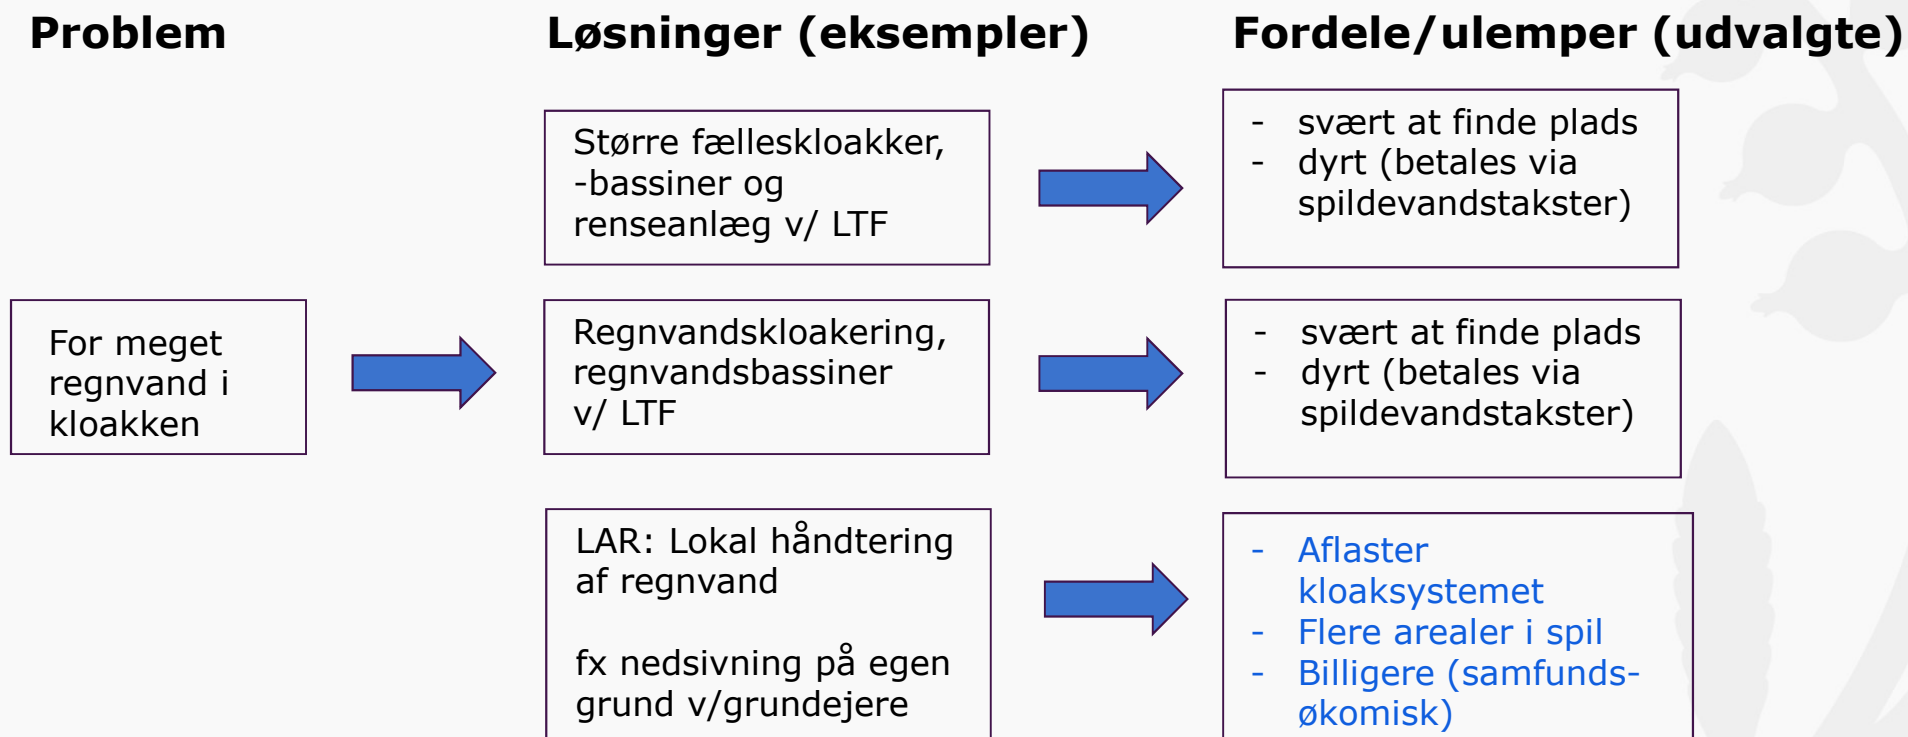 Problem
Løsninger (eksempler)
Fordele/ulemper (udvalgte)
For meget
regnvand i
kloakken
Større fælleskloakker,
-bassiner og
renseanlæg v/ LTF
- svært at finde plads
- dyrt (betales via
spildevandstakster)
Regnvandskloakering,
regnvandsbassiner
v/ LTF
- svært at finde plads
- dyrt (betales via
spildevandstakster)
LAR: Lokal håndtering
af regnvand
fx nedsivning på egen
grund v/grundejere
- Aflaster
kloaksystemet
- Flere arealer i spil
- Billigere (samfunds-
økomisk)